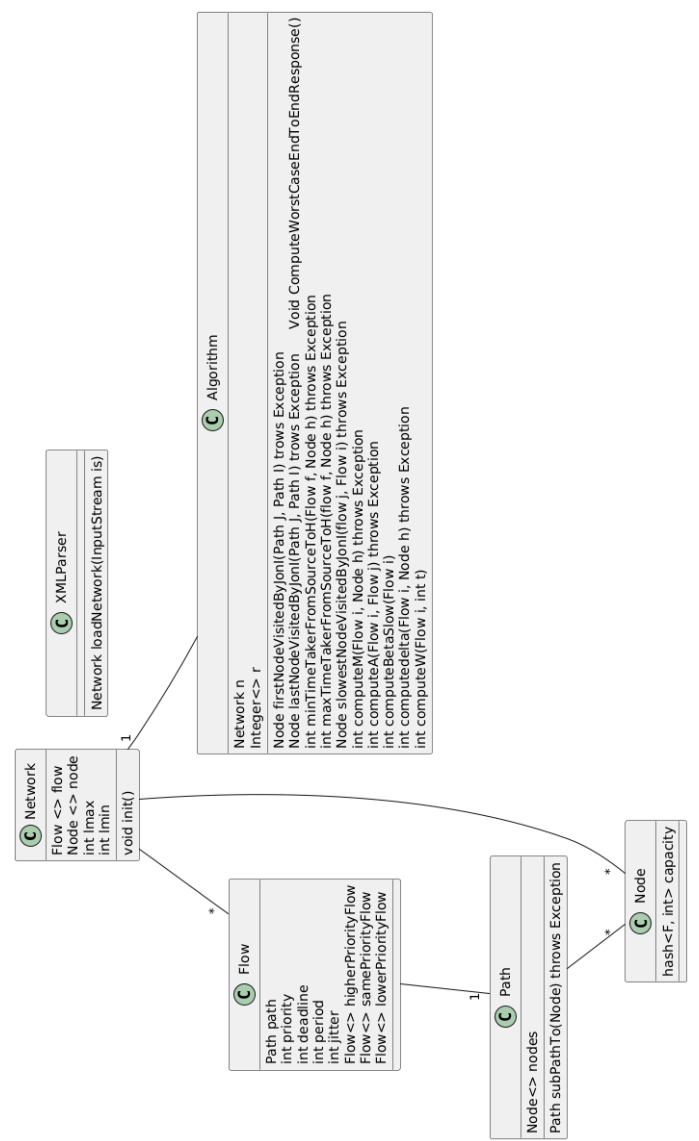 C Network
Flow <> flow
Node <> node
int lmax
int lmin
void init()
C XMLParser
Network loadNetwork(InputStream is)
1
C Algorithm
Network n
Integer<> r
Node firstNodeVisitedByJonI(Path J, Path I) trows Exception
Node lastNodeVisitedByJonI(Path J, Path I) trows Exception Void ComputeWorstCaseEndToEndResponse()
int minTimeTakerFromSourceToH(Flow f, Node h) throws Exception
int maxTimeTakerFromSourceToH(flow f, Node h) throws Exception
Node slowestNodeVisitedByJonI(flow j, Flow i) throws Exception
int computeM(Flow i, Node h) throws Exception
int computeA(Flow i, Flow j) throws Exception
int computeBetaSlow(Flow i)
int computedelta(Flow i, Node h) throws Exception
int computeW(Flow i, int t)
*
C Flow
Path path
int priority
int deadline
int period
int jitter
Flow<> higherPriorityFlow
Flow<> samePriorityFlow
Flow<> lowerPriorityFlow
1
C Path
Node<> nodes
Path subPathTo(Node) throws Exception
*
*
C Node
hash<F, int> capacity